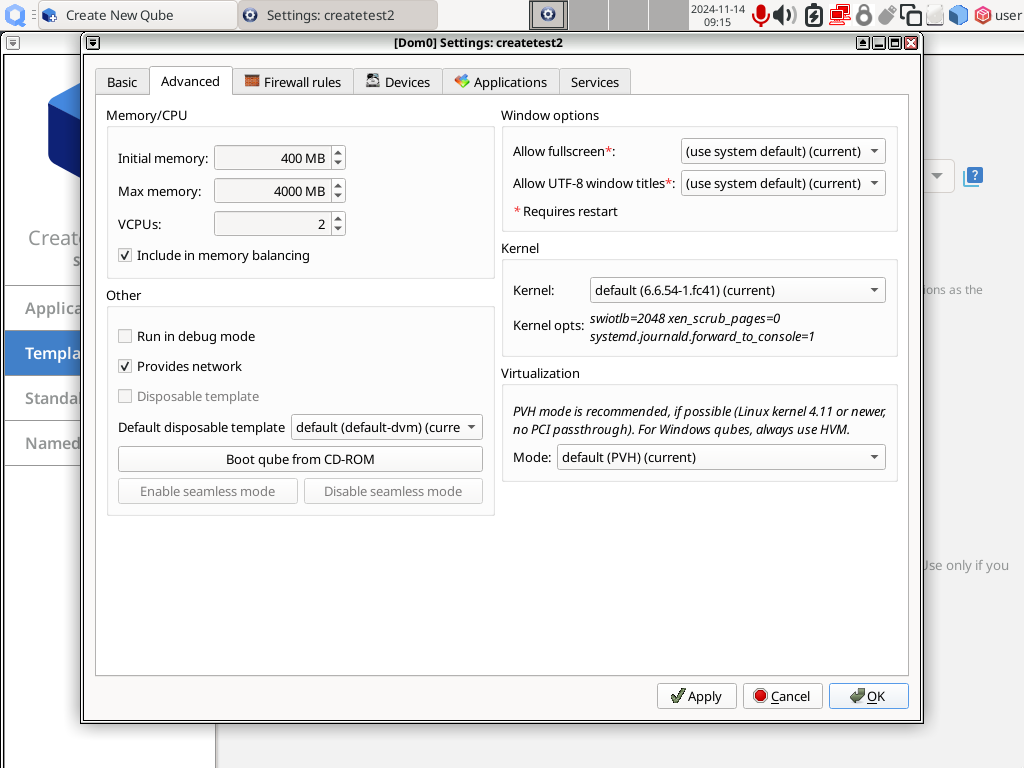 Create New Qube
Settings: createtest2
2024-11-14
09:15
user
[Dom0] Settings: createtest2
Basic
Advanced
Firewall rules
Devices
Applications
Services
Memory/CPU
Initial memory: 400 MB
Max memory: 4000 MB
VCPUs: 2
Include in memory balancing
Other
Run in debug mode
Provides network
Disposable template
Default disposable template default (default-dvm) (curre
Boot qube from CD-ROM
Enable seamless mode
Disable seamless mode
Window options
Allow fullscreen*: (use system default) (current)
Allow UTF-8 window titles*: (use system default) (current)
* Requires restart
Kernel
Kernel: default (6.6.54-1.fc41) (current)
Kernel opts: swiotlb=2048 xen_scrub_pages=0
systemd.journald.forward_to_console=1
Virtualization
PVH mode is recommended, if possible (Linux kernel 4.11 or newer,
no PCI passthrough). For Windows qubes, always use HVM.
Mode: default (PVH) (current)
Apply
Cancel
OK
Create
Applica
Templa
Standa
Named
?
ions as the
Use only if you